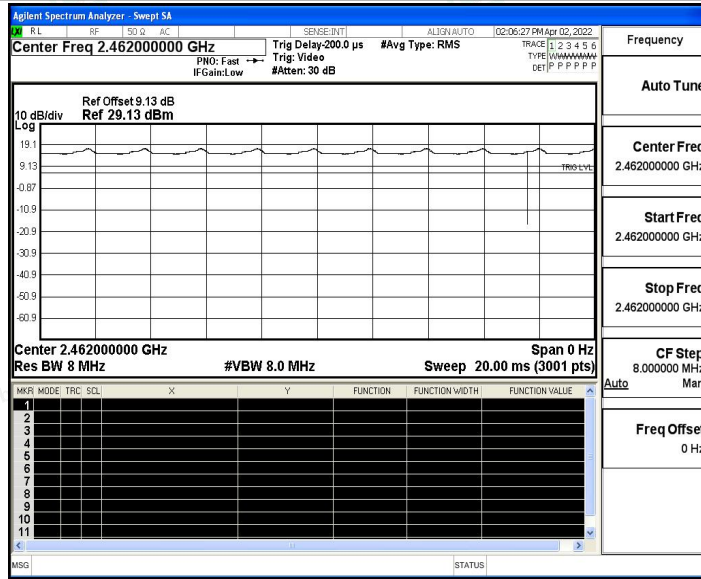 Agilent Spectrum Analyzer - Swept SA
RL RF 50 Ω AC SENSE:INT ALIGN AUTO 02:06:27 PM Apr 02, 2022
Center Freq 2.462000000 GHz
PNO: Fast
IFGain:Low
Trig Delay-200.0 µs
Trig: Video
#Atten: 30 dB
#Avg Type: RMS
TRACE 1 2 3 4 5 6
TYPE
DET P P P P P P
Ref Offset 9.13 dB
10 dB/div Ref 29.13 dBm
Log
19.1
9.13
TRIG LVL
-0.87
-10.9
-20.9
-30.9
-40.9
-50.9
-60.9
Center 2.462000000 GHz Span 0 Hz
Res BW 8 MHz #VBW 8.0 MHz Sweep 20.00 ms (3001 pts)
MKR MODE TRC SCL X Y FUNCTION FUNCTION WIDTH FUNCTION VALUE
1
2
3
4
5
6
7
8
9
10
11
MSG STATUS
Frequency
Auto Tune
Center Freq
2.462000000 GHz
Start Freq
2.462000000 GHz
Stop Freq
2.462000000 GHz
CF Step
8.000000 MHz
Auto Man
Freq Offset
0 Hz